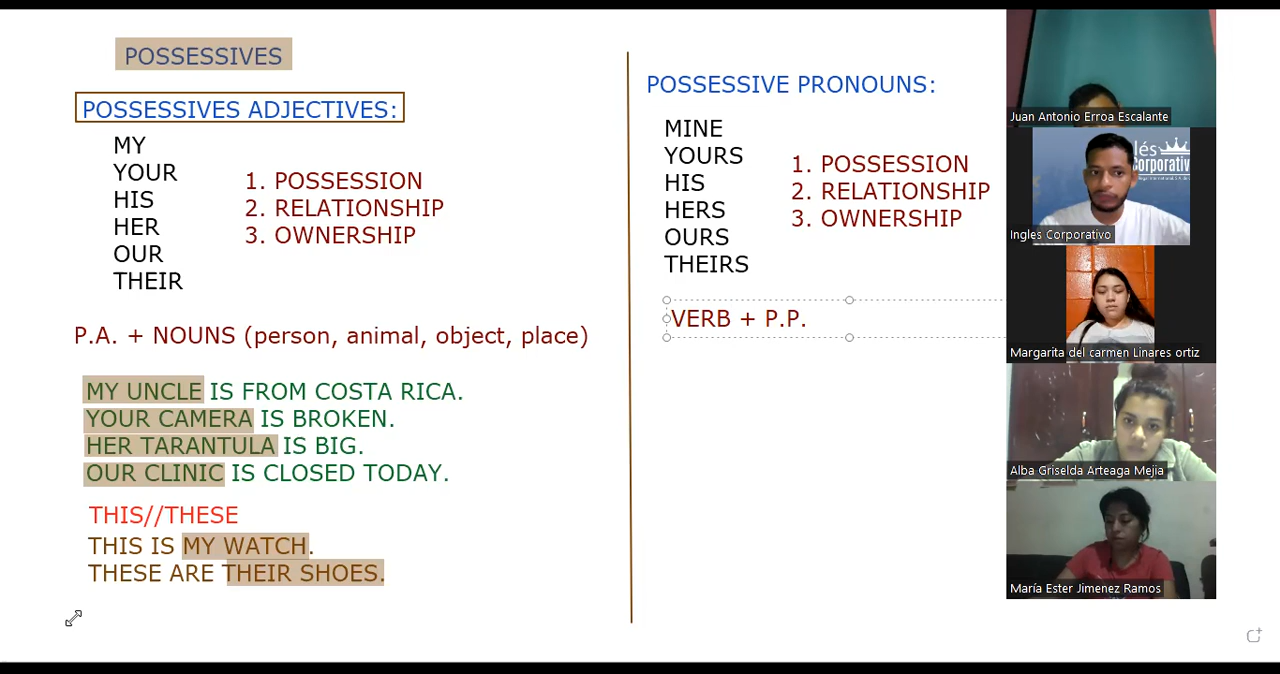 POSSESSIVES
POSSESSIVES ADJECTIVES:
MY
YOUR
HIS
HER
OUR
THEIR
1. POSSESSION
2. RELATIONSHIP
3. OWNERSHIP
P.A. + NOUNS (person, animal, object, place)
MY UNCLE IS FROM COSTA RICA.
YOUR CAMERA IS BROKEN.
HER TARANTULA IS BIG.
OUR CLINIC IS CLOSED TODAY.
THIS//THESE
THIS IS MY WATCH.
THESE ARE THEIR SHOES.
POSSESSIVE PRONOUNS:
MINE
YOURS
HIS
HERS
OURS
THEIRS
1. POSSESSION
2. RELATIONSHIP
3. OWNERSHIP
VERB + P.P.
Juan Antonio Erroa Escalante
Ingles Corporativo
Margarita del carmen Linares ortiz
Alba Griselda Arteaga Mejia
María Ester Jimenez Ramos